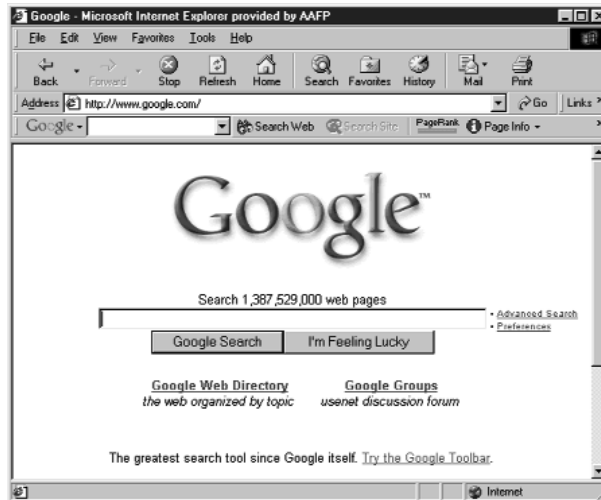 Google - Microsoft Internet Explorer provided by AAFP
File Edit View Favorites Tools Help
Back Forward Stop Refresh Home Search Favorites History Mail Print
Address http://www.google.com/ Go Links »
Google Search Web Search Site PageRank Page Info »
Google™
Search 1,387,529,000 web pages
• Advanced Search
• Preferences
Google Search I'm Feeling Lucky
Google Web Directory Google Groups
the web organized by topic usenet discussion forum
The greatest search tool since Google itself. Try the Google Toolbar.
Internet